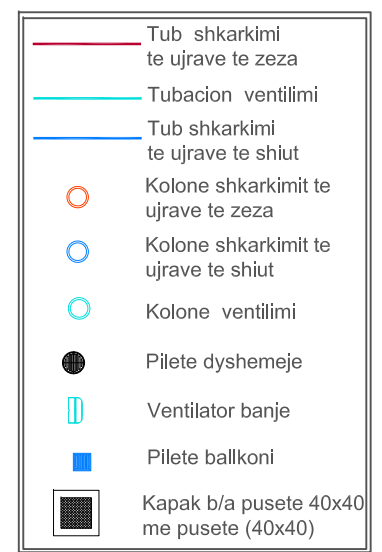 Tub shkarkimi
te ujrave te zeza
Tubacion ventilimi
Tub shkarkimi
te ujrave te shiut
Kolone shkarkimit te
ujrave te zeza
Kolone shkarkimit te
ujrave te shiut
Kolone ventilimi
Pilete dyshemeje
Ventilator banje
Pilete ballkoni
Kapak b/a pusete 40x40
me pusete (40x40)